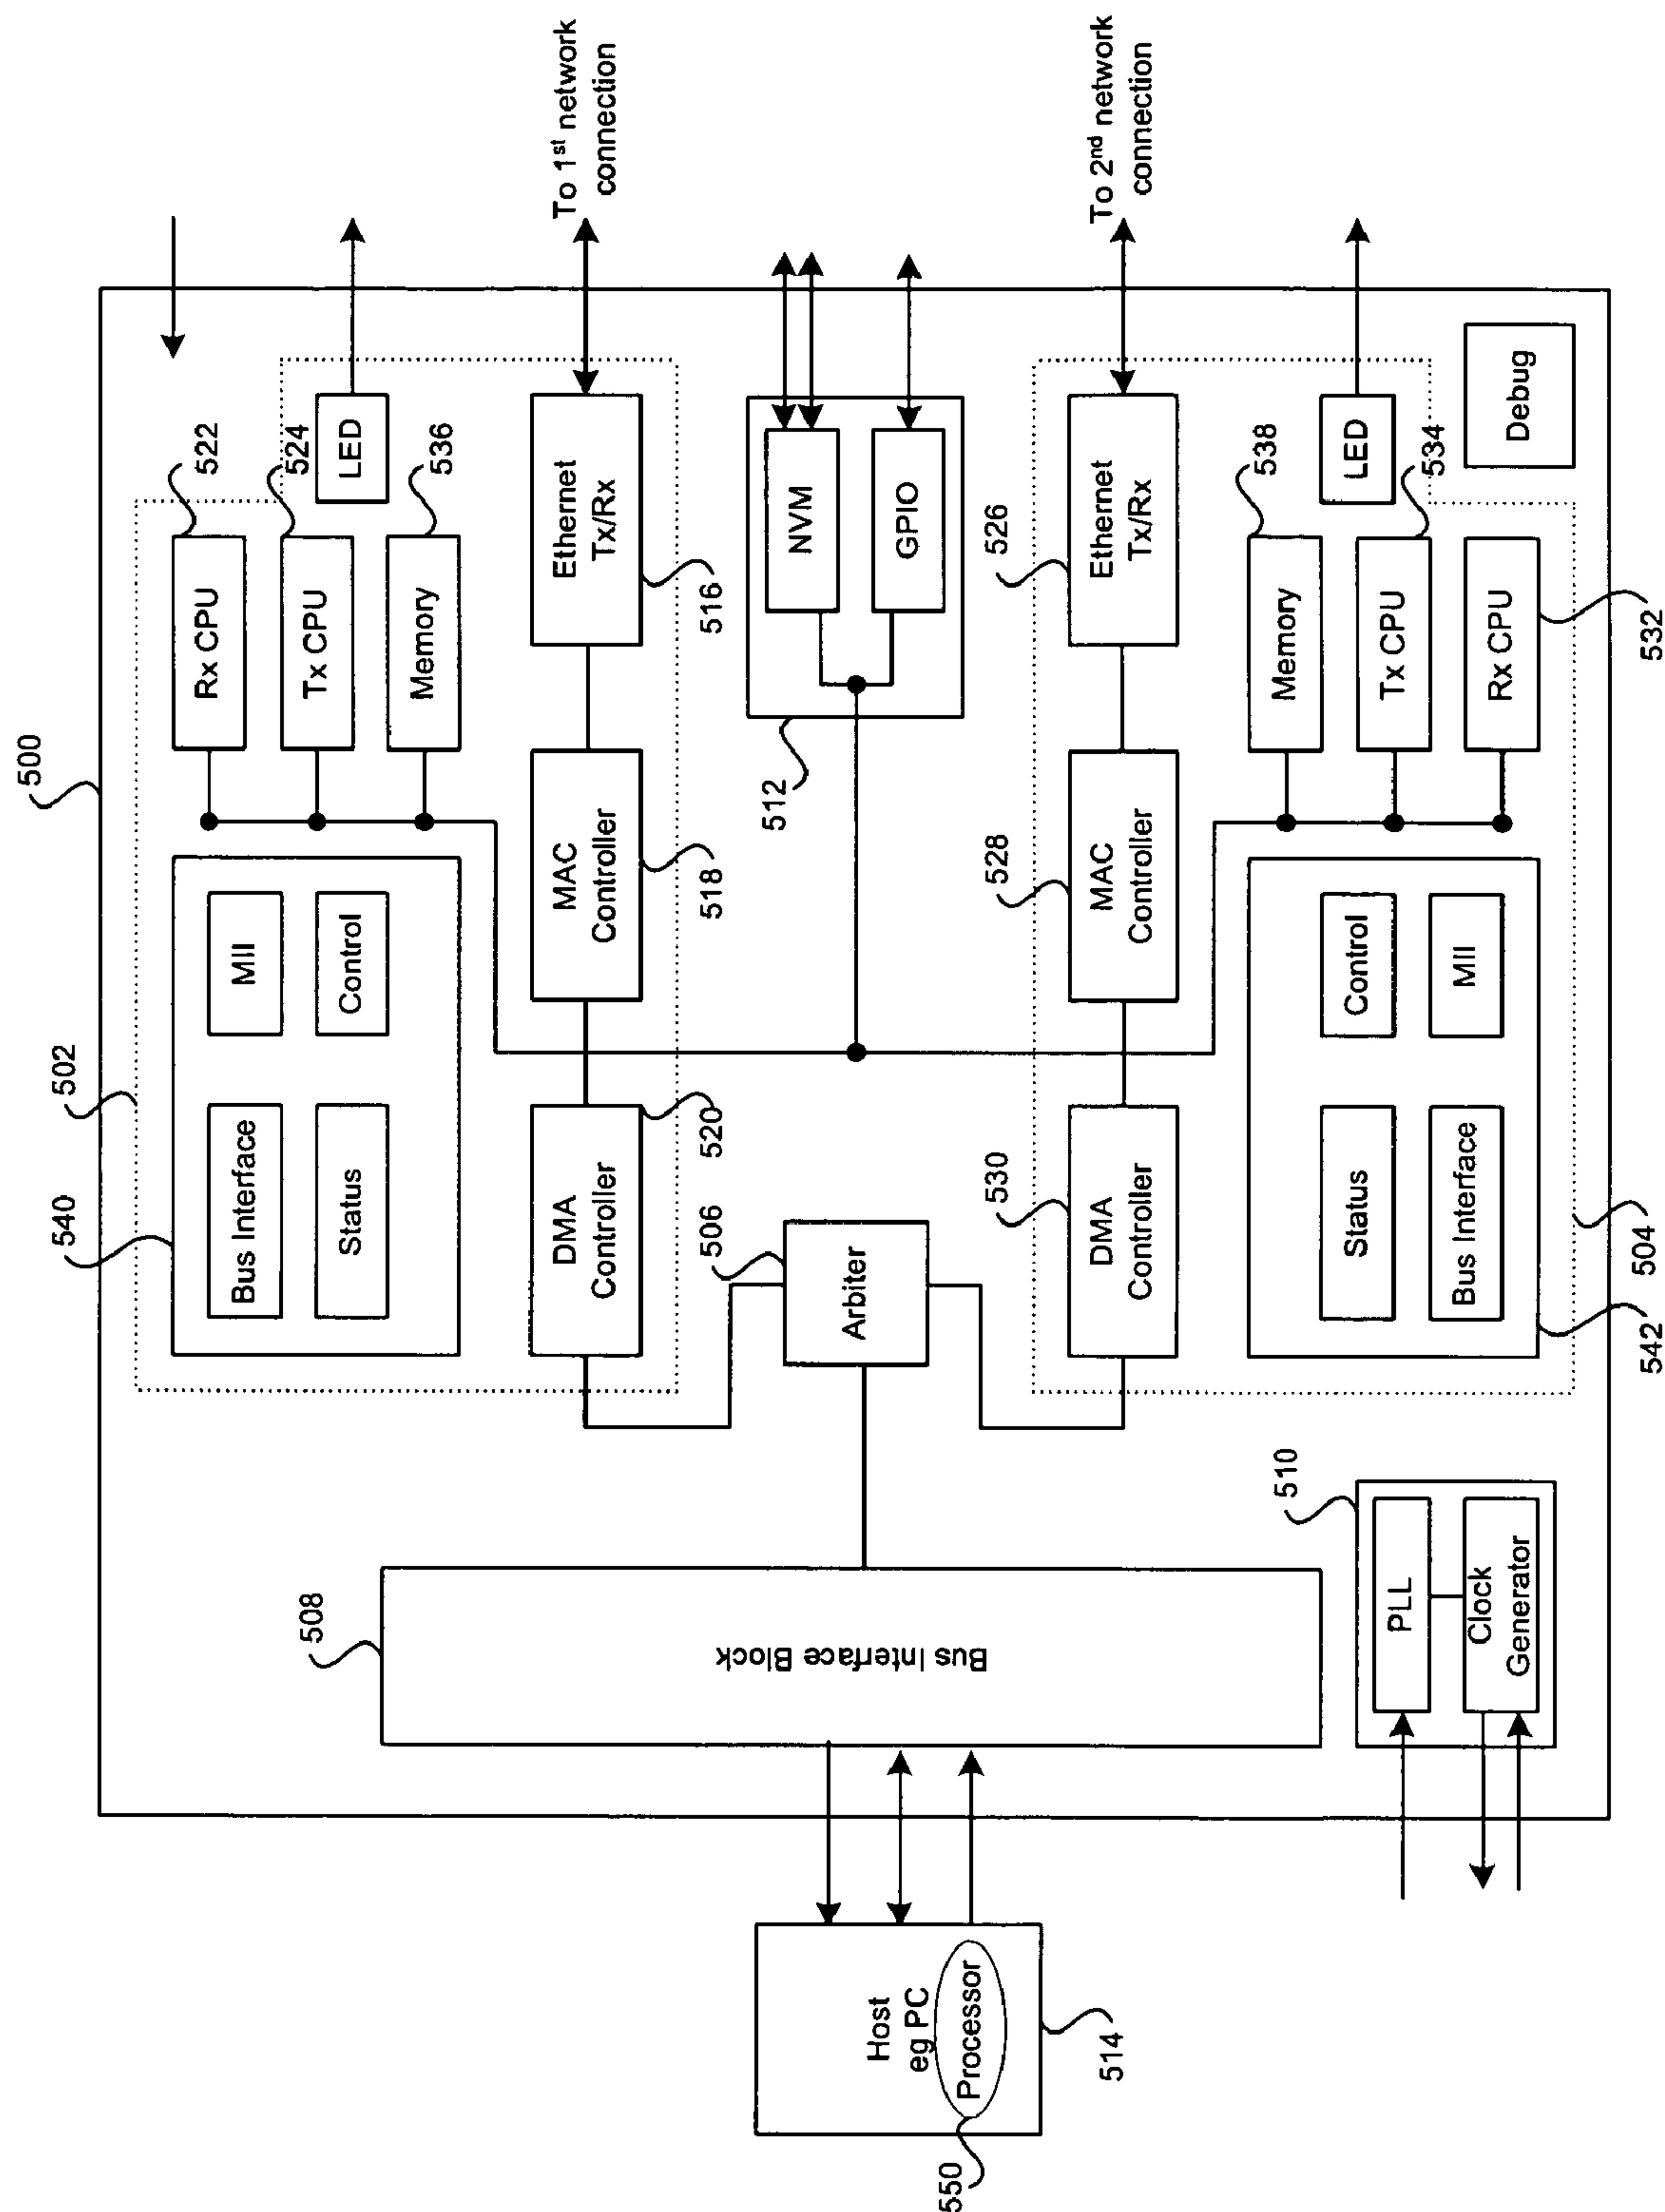 500
502
540
Bus Interface
MII
Status
Control
522
Rx CPU
524
Tx CPU
536
Memory
LED
DMA
Controller
520
MAC
Controller
518
Ethernet
Tx/Rx
516
To 1st network
connection
508
Bus Interface Block
506
Arbiter
512
NVM
GPIO
Host
eg PC
Processor
550
514
530
DMA
Controller
528
MAC
Controller
526
Ethernet
Tx/Rx
To 2nd network
connection
538
Memory
LED
534
Tx CPU
Rx CPU
532
Status
Control
Bus Interface
MII
542
504
510
PLL
Clock
Generator
Debug